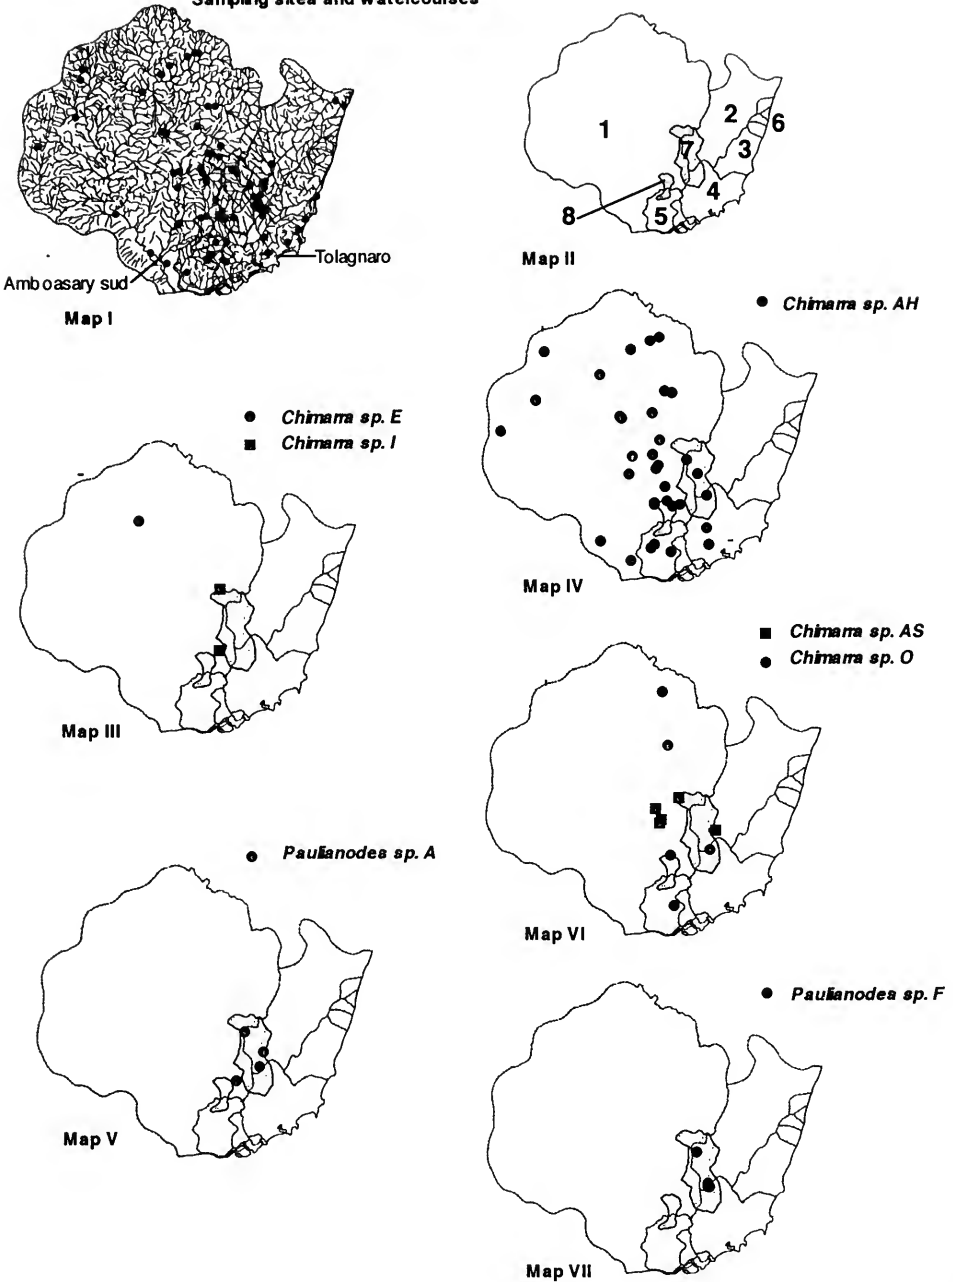 Sampling sitea and watercourses
Tolagnaro
Amboasary sud
Map I
1
2
3
4
5
6
7
8
Map II
Chimarra sp. E
Chimarra sp. I
Map III
Chimarra sp. AH
Map IV
Paulianodes sp. A
Map V
Chimarra sp. AS
Chimarra sp. O
Map VI
Paulianodea sp. F
Map VII